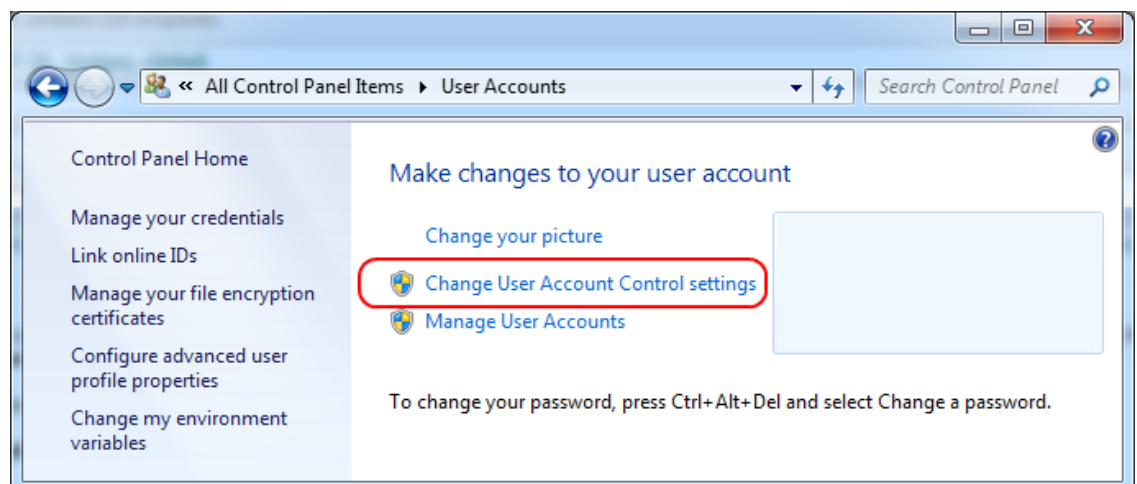 « All Control Panel Items ▸ User Accounts
Search Control Panel
Control Panel Home
Manage your credentials
Link online IDs
Manage your file encryption
certificates
Configure advanced user
profile properties
Change my environment
variables
Make changes to your user account
Change your picture
Change User Account Control settings
Manage User Accounts
To change your password, press Ctrl+Alt+Del and select Change a password.